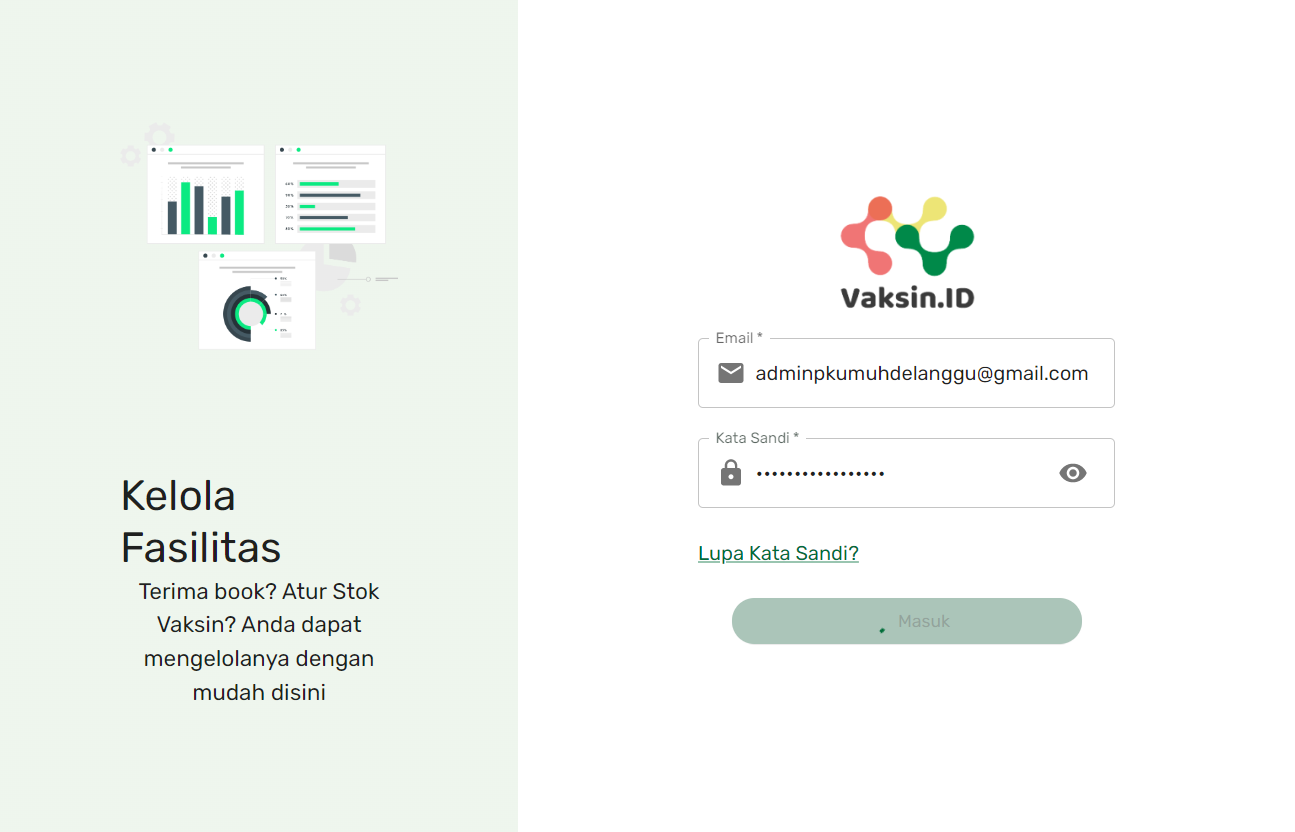 Kelola
Fasilitas
Terima book? Atur Stok
Vaksin? Anda dapat
mengelolanya dengan
mudah disini
Vaksin.ID
Email *
adminpkumuhdelanggu@gmail.com
Kata Sandi *
•••••••••••••••••
Lupa Kata Sandi?
Masuk